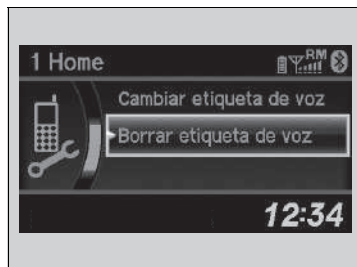 1 Home
RM
Cambiar etiqueta de voz
Borrar etiqueta de voz
12:34